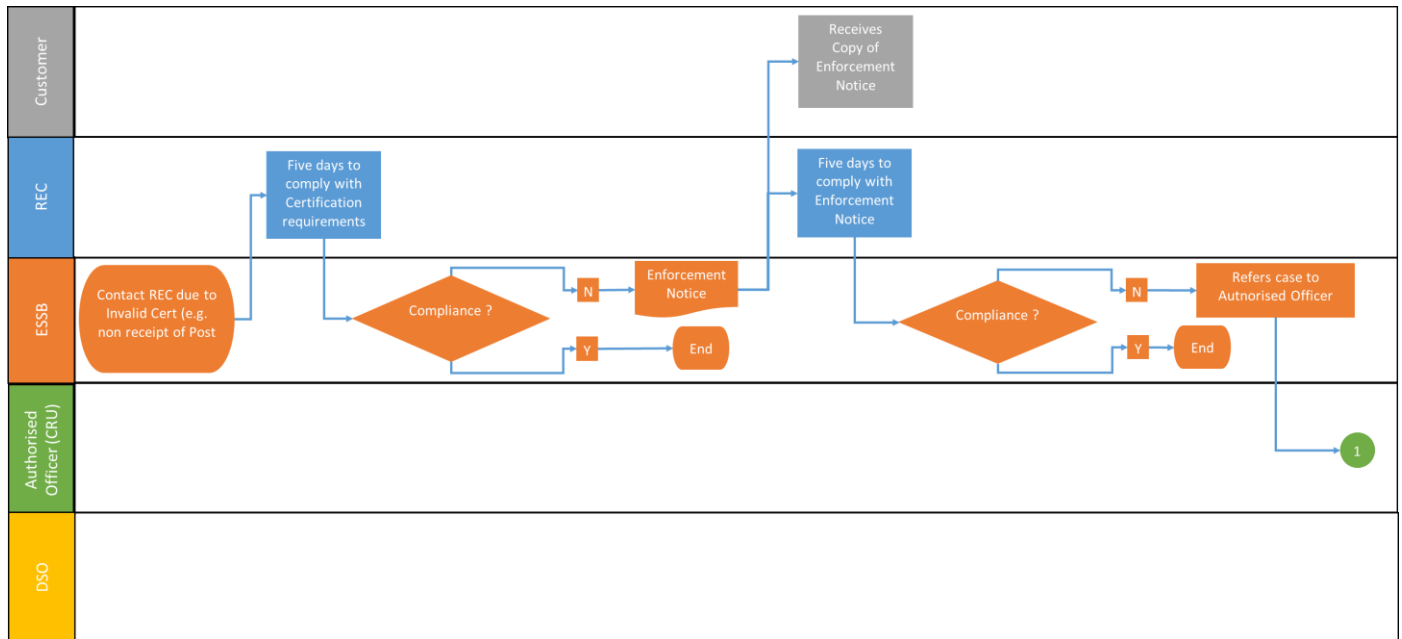 Customer
Receives
Copy of
Enforcement
Notice
REC
Five days to
comply with
Certification
requirements
Five days to
comply with
Enforcement
Notice
ESSB
Contact REC due to
Invalid Cert (e.g.
non receipt of Post
Compliance ?
N
Enforcement
Notice
Y
End
Compliance ?
N
Refers case to
Autnorised Officer
Y
End
Authorised
Officer (CRU)
1
DSO